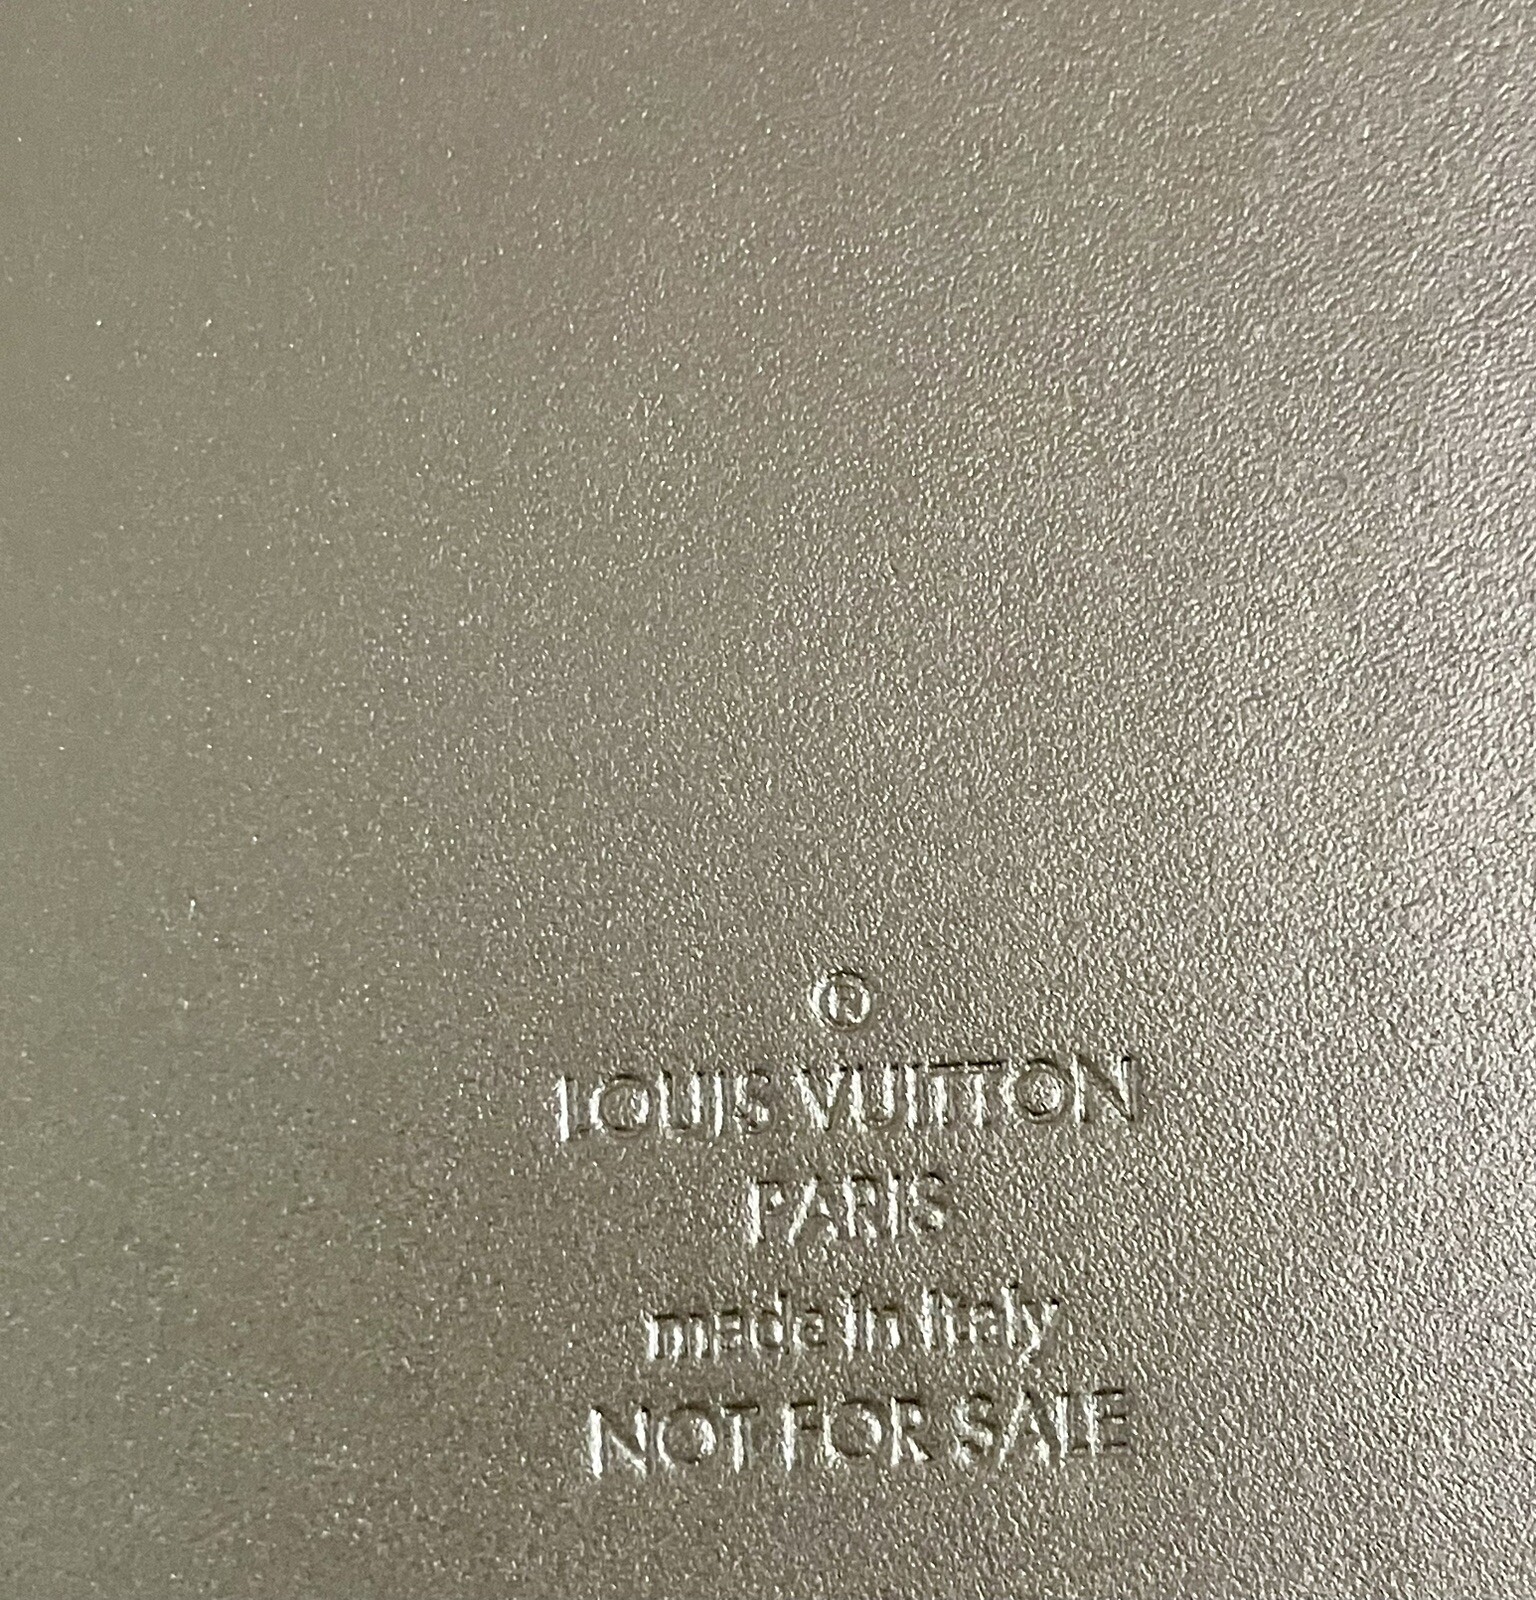 ®
LOUIS VUITTON
PARIS
made in Italy
NOT FOR SALE